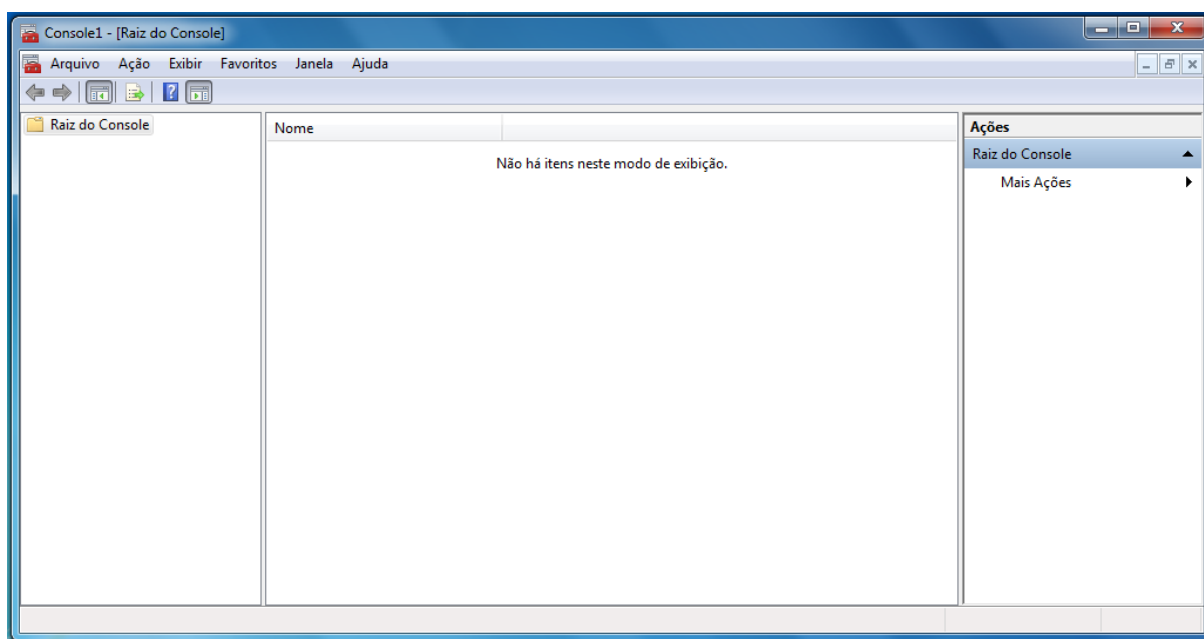 Console1 - [Raiz do Console]
Arquivo Ação Exibir Favoritos Janela Ajuda
Raiz do Console
Nome
Não há itens neste modo de exibição.
Ações
Raiz do Console
Mais Ações